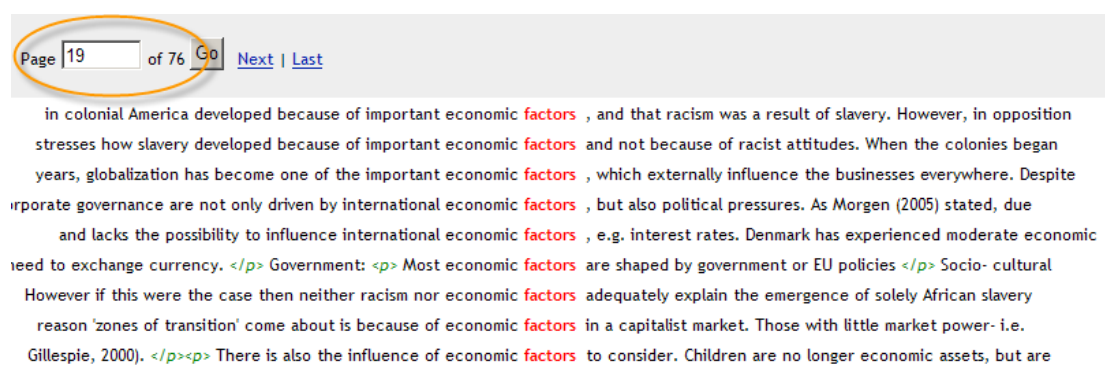 Page 19 of 76 Go Next | Last
in colonial America developed because of important economic factors , and that racism was a result of slavery. However, in opposition
stresses how slavery developed because of important economic factors and not because of racist attitudes. When the colonies began
years, globalization has become one of the important economic factors , which externally influence the businesses everywhere. Despite
rporate governance are not only driven by international economic factors , but also political pressures. As Morgen (2005) stated, due
and lacks the possibility to influence international economic factors , e.g. interest rates. Denmark has experienced moderate economic
need to exchange currency. </p> Government: <p> Most economic factors are shaped by government or EU policies </p> Socio- cultural
However if this were the case then neither racism nor economic factors adequately explain the emergence of solely African slavery
reason 'zones of transition' come about is because of economic factors in a capitalist market. Those with little market power- i.e.
Gillespie, 2000). </p><p> There is also the influence of economic factors to consider. Children are no longer economic assets, but are